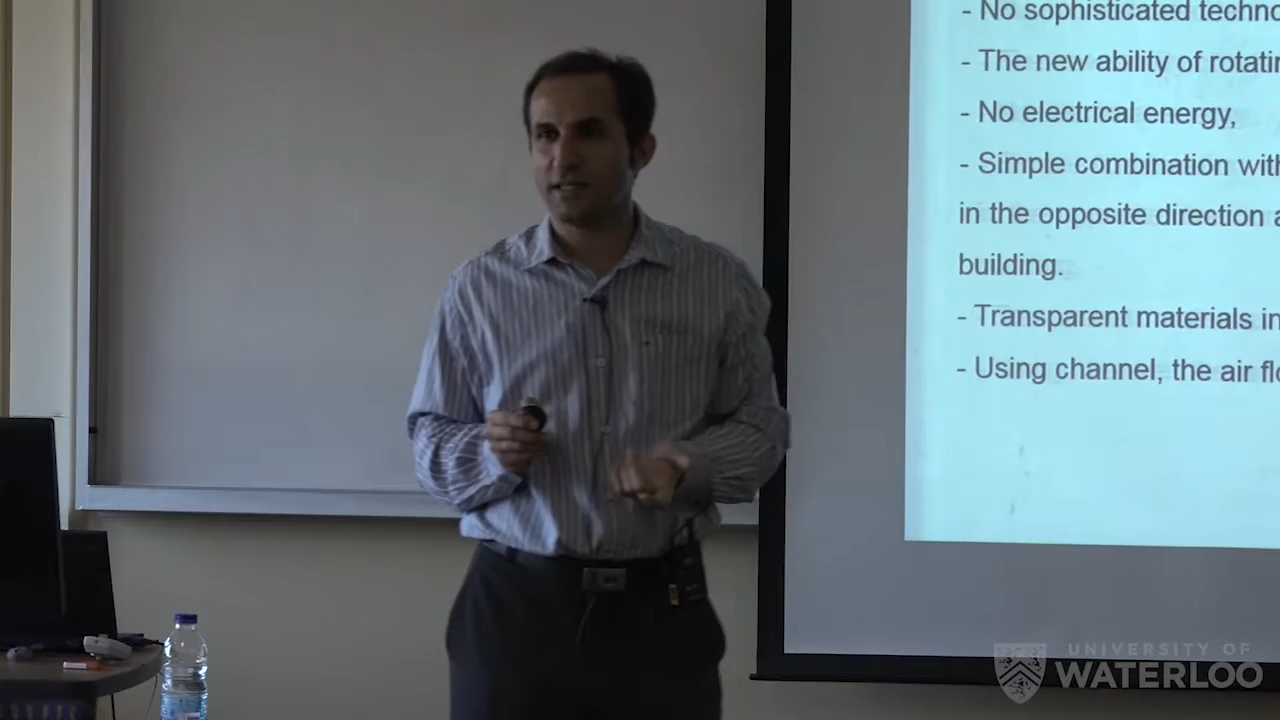 - No sophisticated techno
- The new ability of rotatin
- No electrical energy,
- Simple combination with
in the opposite direction a
building.
- Transparent materials in
- Using channel, the air flo
UNIVERSITY OF
WATERLOO